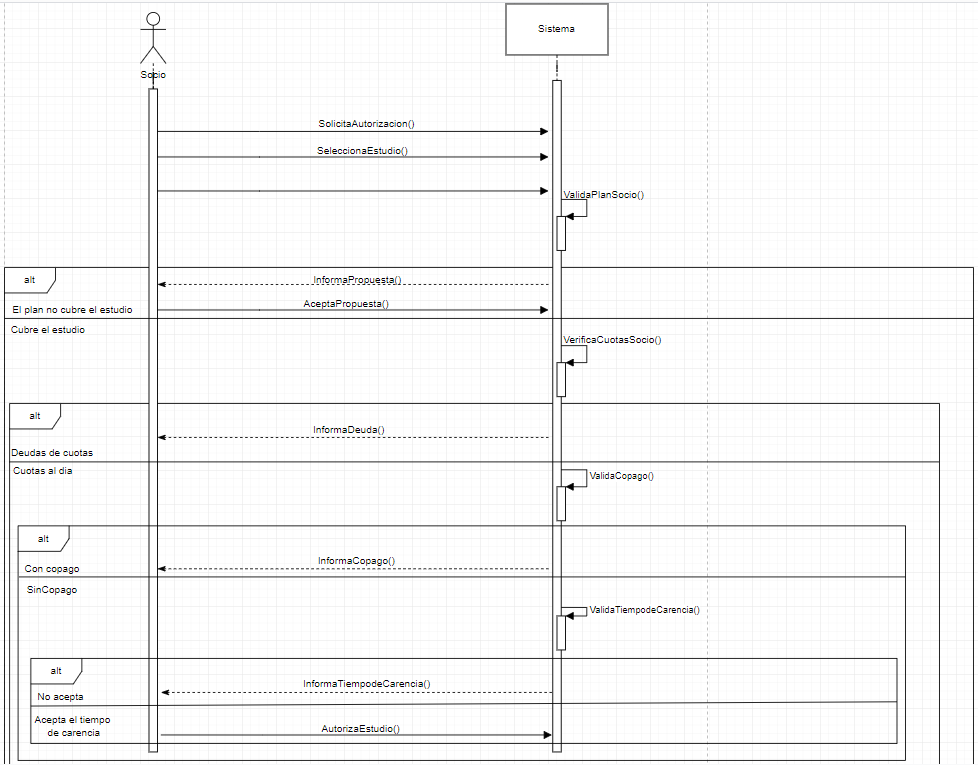 Sistema
Socio
SolicitaAutorizacion()
SeleccionaEstudio()
ValidaPlanSocio()
alt
InformaPropuesta()
AceptaPropuesta()
El plan no cubre el estudio
Cubre el estudio
VerificaCuotasSocio()
alt
InformaDeuda()
Deudas de cuotas
Cuotas al dia
ValidaCopago()
alt
InformaCopago()
Con copago
SinCopago
ValidaTiempodeCarencia()
alt
InformaTiempodeCarencia()
No acepta
Acepta el tiempo
de carencia
AutorizaEstudio()